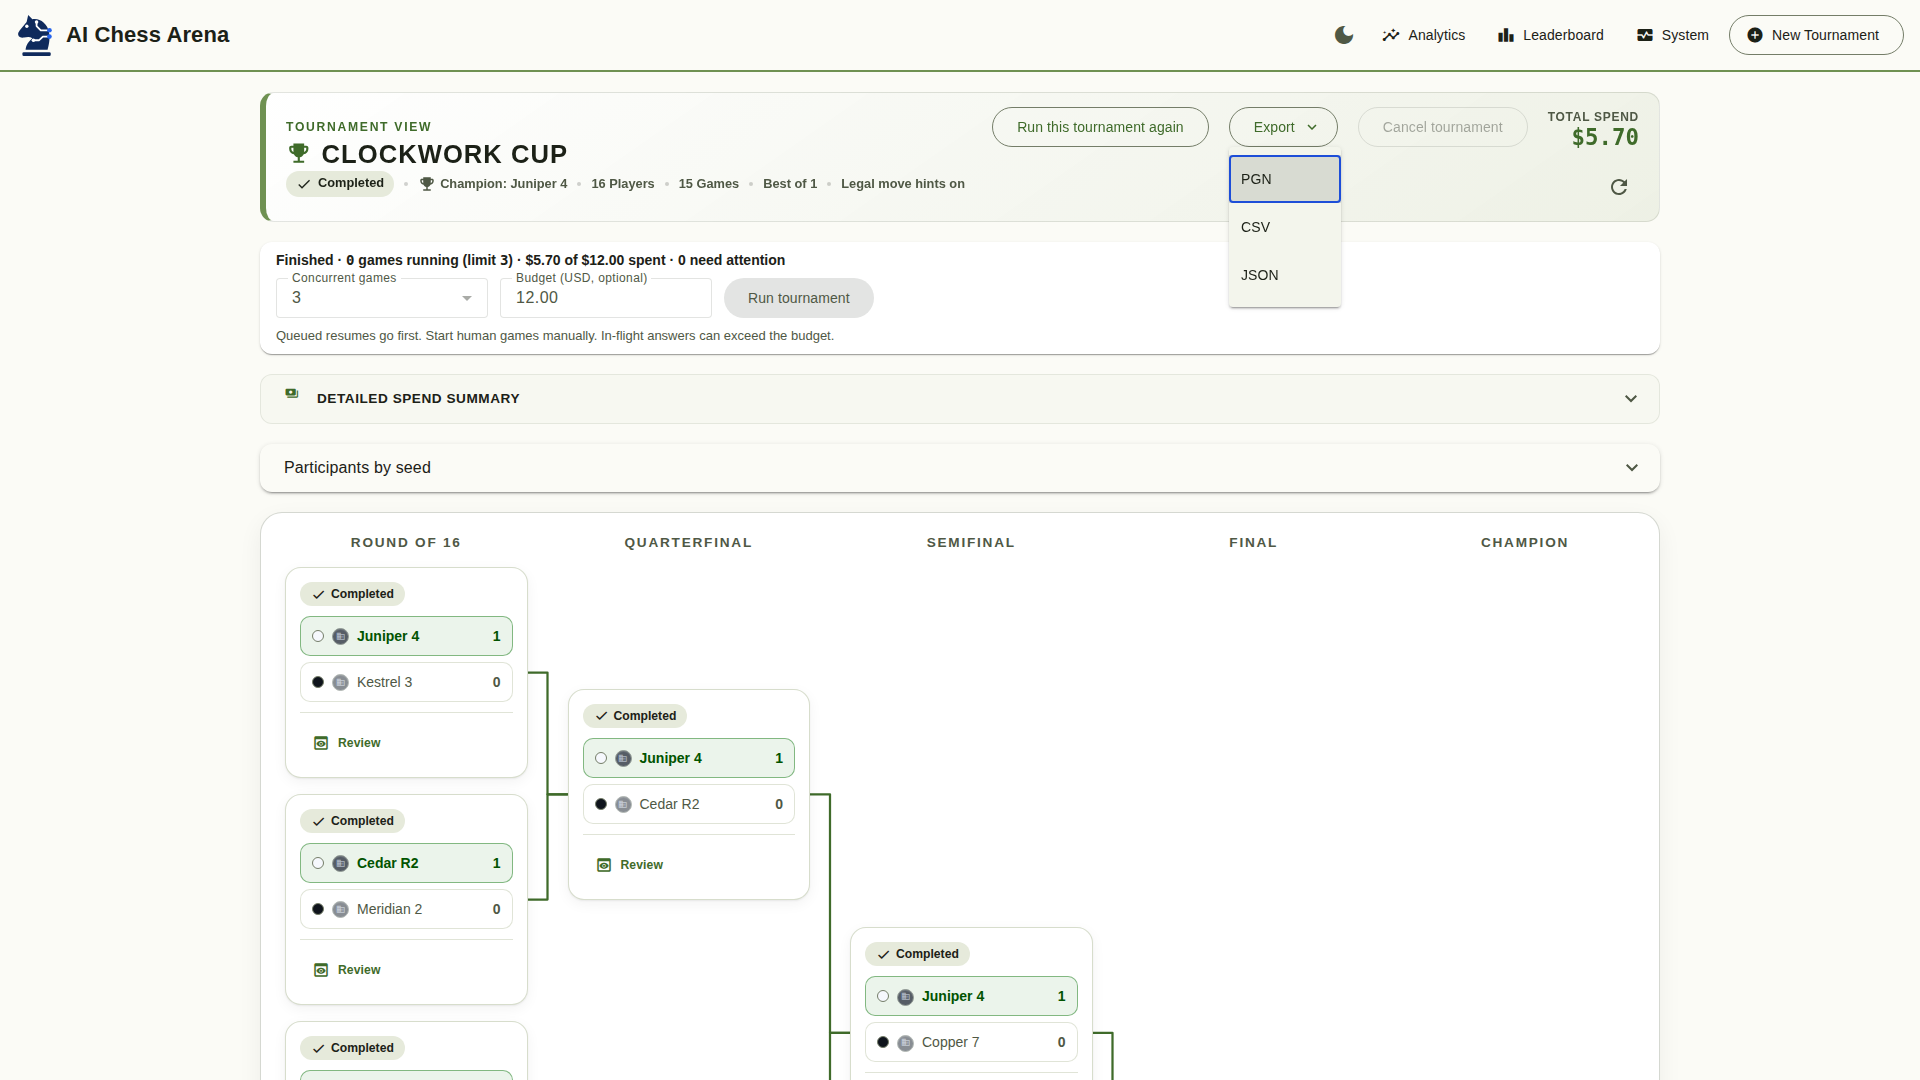 AI Chess Arena
Analytics
Leaderboard
System
New Tournament
TOURNAMENT VIEW
CLOCKWORK CUP
Completed • Champion: Juniper 4 • 16 Players • 15 Games • Best of 1 • Legal move hints on
Run this tournament again
Export
Cancel tournament
TOTAL SPEND
$5.70
PGN
CSV
JSON
Finished · 0 games running (limit 3) · $5.70 of $12.00 spent · 0 need attention
Concurrent games
3
Budget (USD, optional)
12.00
Run tournament
Queued resumes go first. Start human games manually. In-flight answers can exceed the budget.
DETAILED SPEND SUMMARY
Participants by seed
ROUND OF 16
QUARTERFINAL
SEMIFINAL
FINAL
CHAMPION
Completed
Juniper 4 1
Kestrel 3 0
Review
Completed
Cedar R2 1
Meridian 2 0
Review
Completed
Completed
Juniper 4 1
Cedar R2 0
Review
Completed
Juniper 4 1
Copper 7 0